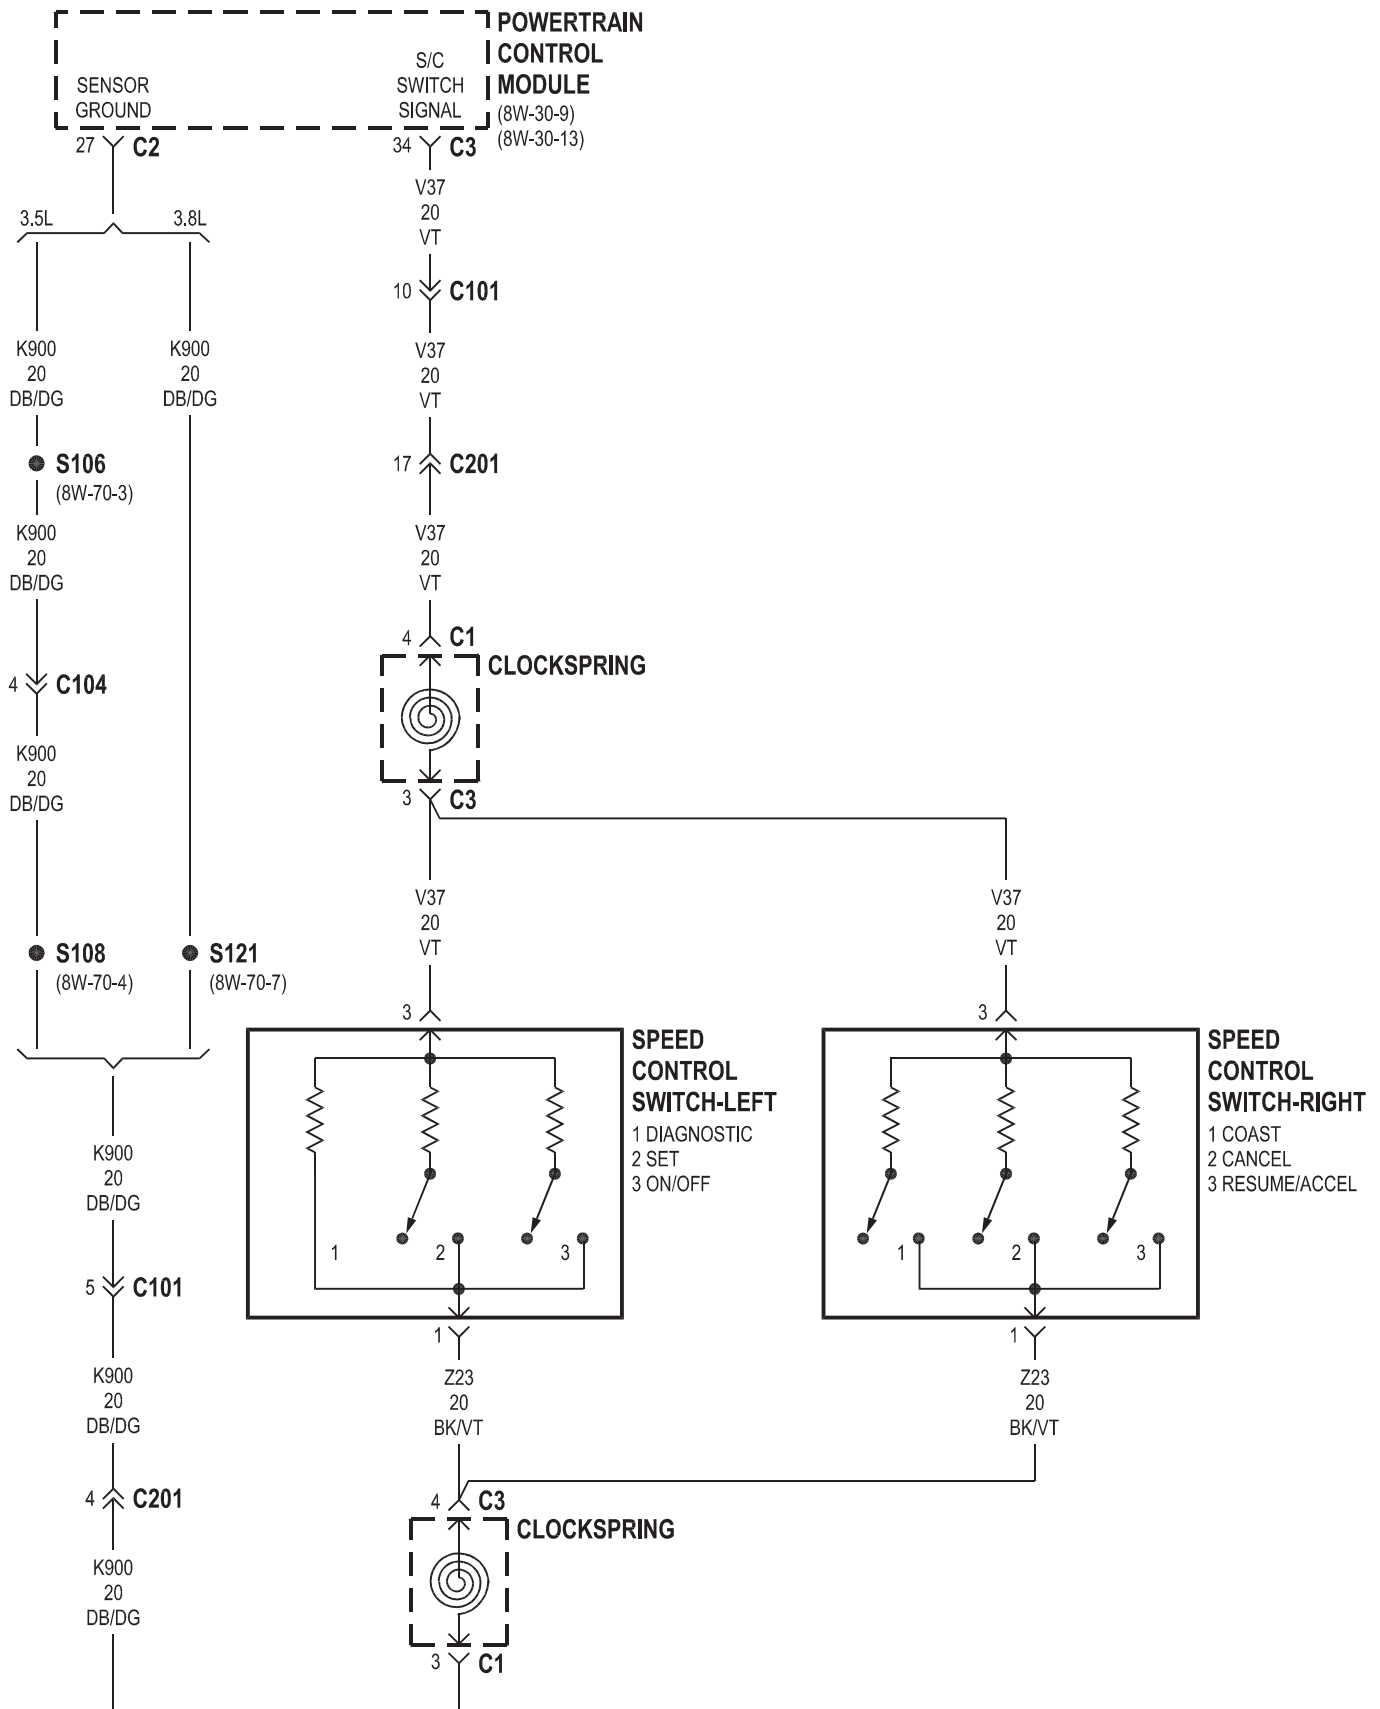 POWERTRAIN
CONTROL
MODULE
(8W-30-9)
(8W-30-13)
SENSOR
GROUND
S/C
SWITCH
SIGNAL
27 C2
34 C3
V37
20
VT
3.5L
3.8L
10 C101
K900
20
DB/DG
K900
20
DB/DG
V37
20
VT
S106
(8W-70-3)
17 C201
K900
20
DB/DG
V37
20
VT
4 C1
CLOCKSPRING
4 C104
K900
20
DB/DG
3 C3
V37
20
VT
V37
20
VT
S108
(8W-70-4)
S121
(8W-70-7)
3
3
SPEED
CONTROL
SWITCH-LEFT
1 DIAGNOSTIC
2 SET
3 ON/OFF
SPEED
CONTROL
SWITCH-RIGHT
1 COAST
2 CANCEL
3 RESUME/ACCEL
K900
20
DB/DG
1 2 3
1 2 3
5 C101
1
1
K900
20
DB/DG
Z23
20
BK/VT
Z23
20
BK/VT
4 C201
4 C3
CLOCKSPRING
K900
20
DB/DG
3 C1